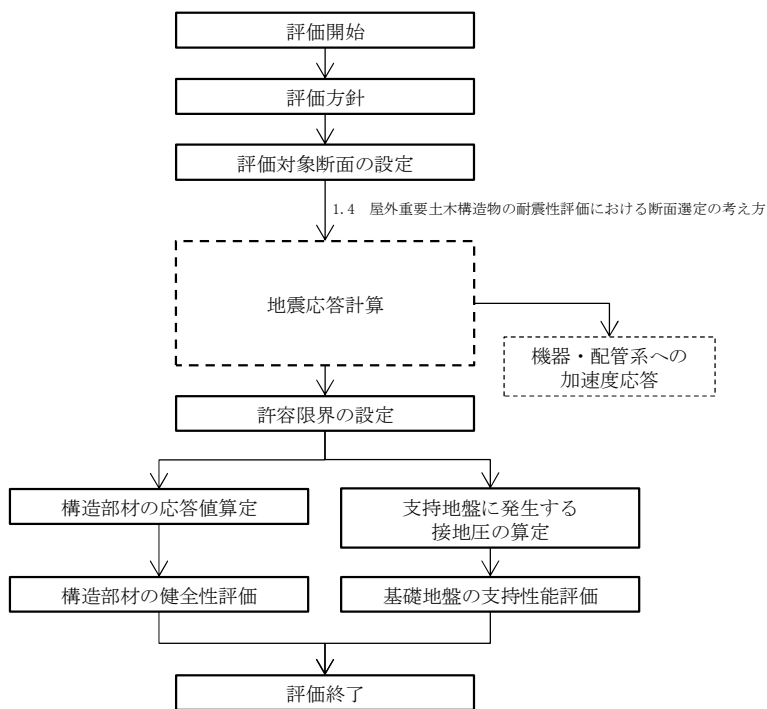 評価開始
評価方針
評価対象断面の設定
1.4　屋外重要土木構造物の耐震性評価における断面選定の考え方
地震応答計算
機器・配管系への
加速度応答
許容限界の設定
構造部材の応答値算定
支持地盤に発生する
接地圧の算定
構造部材の健全性評価
基礎地盤の支持性能評価
評価終了